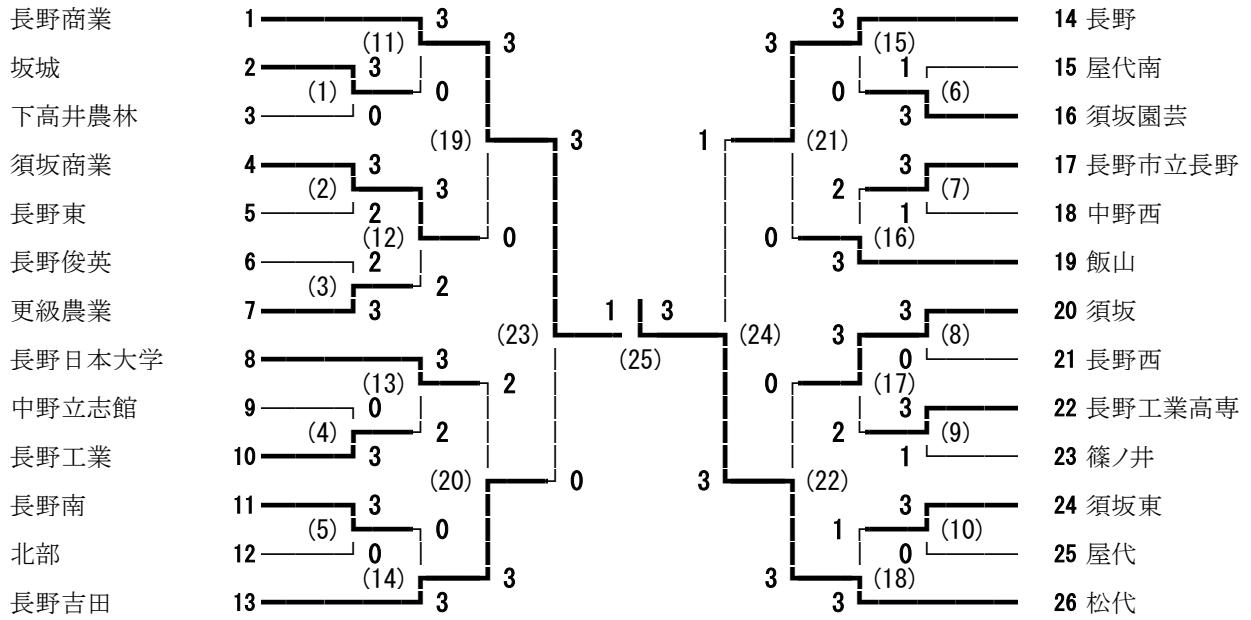 長野商業 1 3 3 14 長野
(11) 3 3 (15)
坂城 2 3 1 15 屋代南
(1) 0 0 (6)
下高井農林 3 0 3 16 須坂園芸
(19) 3 1 (21)
須坂商業 4 3 3 17 長野市立長野
(2) 3 2 (7)
長野東 5 2 1 18 中野西
(12) 0 0 (16)
長野俊英 6 2 3 19 飯山
(3) 2
更級農業 7 3 1 3 3 20 須坂
(23) (24) 3 (8)
長野日本大学 8 3 (25) 0 21 長野西
(13) 2 0 (17)
中野立志館 9 0 3 22 長野工業高専
(4) 2 2 (9)
長野工業 10 3 1 23 篠ノ井
(20) 0 3 (22)
長野南 11 3 3 24 須坂東
(5) 0 1 (10)
北部 12 0 0 25 屋代
(14) 3 3 (18)
長野吉田 13 3 3 26 松代